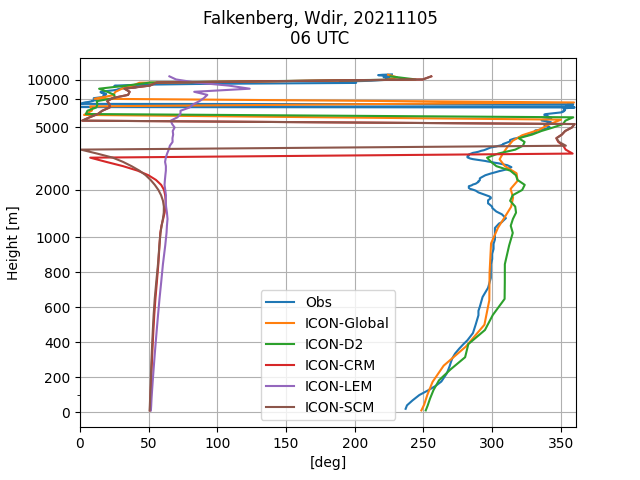 Falkenberg, Wdir, 20211105
06 UTC
Height [m]
10000
7500
5000
2000
1000
800
600
400
200
0
Obs
ICON-Global
ICON-D2
ICON-CRM
ICON-LEM
ICON-SCM
0 50 100 150 200 250 300 350
[deg]